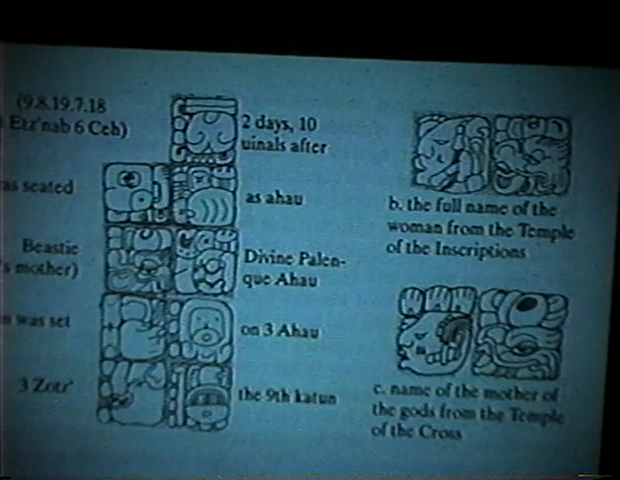 (9.8.19.7.18
Etz'nab 6 Ceh)
2 days, 10
uinals after
as seated
as ahau
Beastie
's mother)
Divine Palen-
que Ahau
n was set
on 3 Ahau
3 Zotz'
the 9th katun
b. the full name of the
woman from the Temple
of the Inscriptions
c. name of the mother of
the gods from the Temple
of the Cross